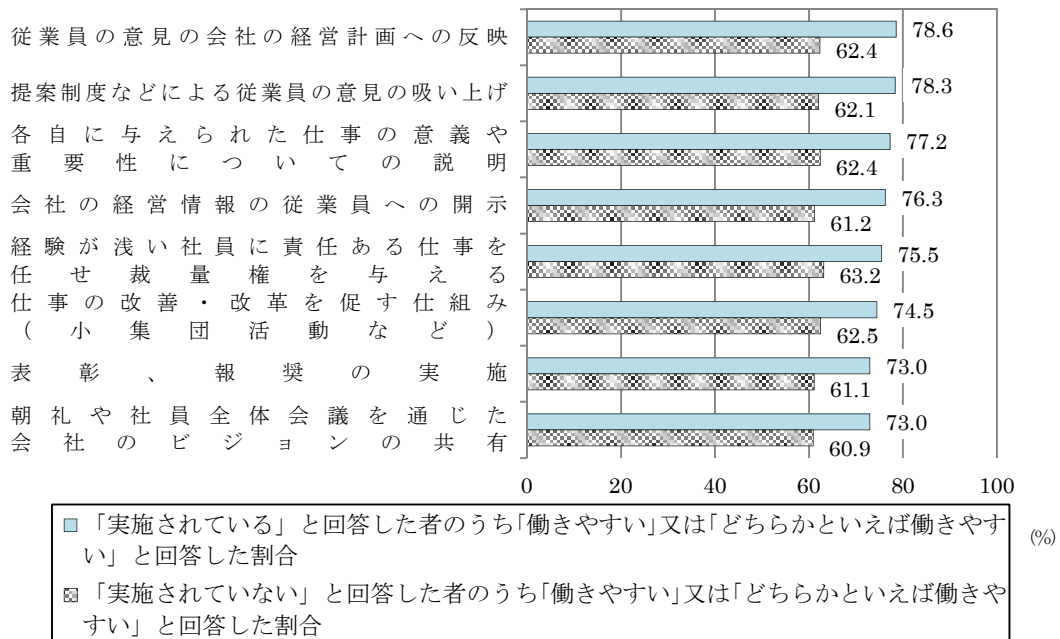 従業員の意見の会社の経営計画への反映
78.6
62.4
提案制度などによる従業員の意見の吸い上げ
78.3
62.1
各自に与えられた仕事の意義や
重要性についての説明
77.2
62.4
会社の経営情報の従業員への開示
76.3
61.2
経験が浅い社員に責任ある仕事を
任せ裁量権を与える
75.5
63.2
仕事の改善・改革を促す仕組み
（小集団活動など）
74.5
62.5
表彰、報奨の実施
73.0
61.1
朝礼や社員全体会議を通じた
会社のビジョンの共有
73.0
60.9
0 20 40 60 80 100
(%)
「実施されている」と回答した者のうち「働きやすい」又は「どちらかといえば働きやす
い」と回答した割合
「実施されていない」と回答した者のうち「働きやすい」又は「どちらかといえば働きや
すい」と回答した割合